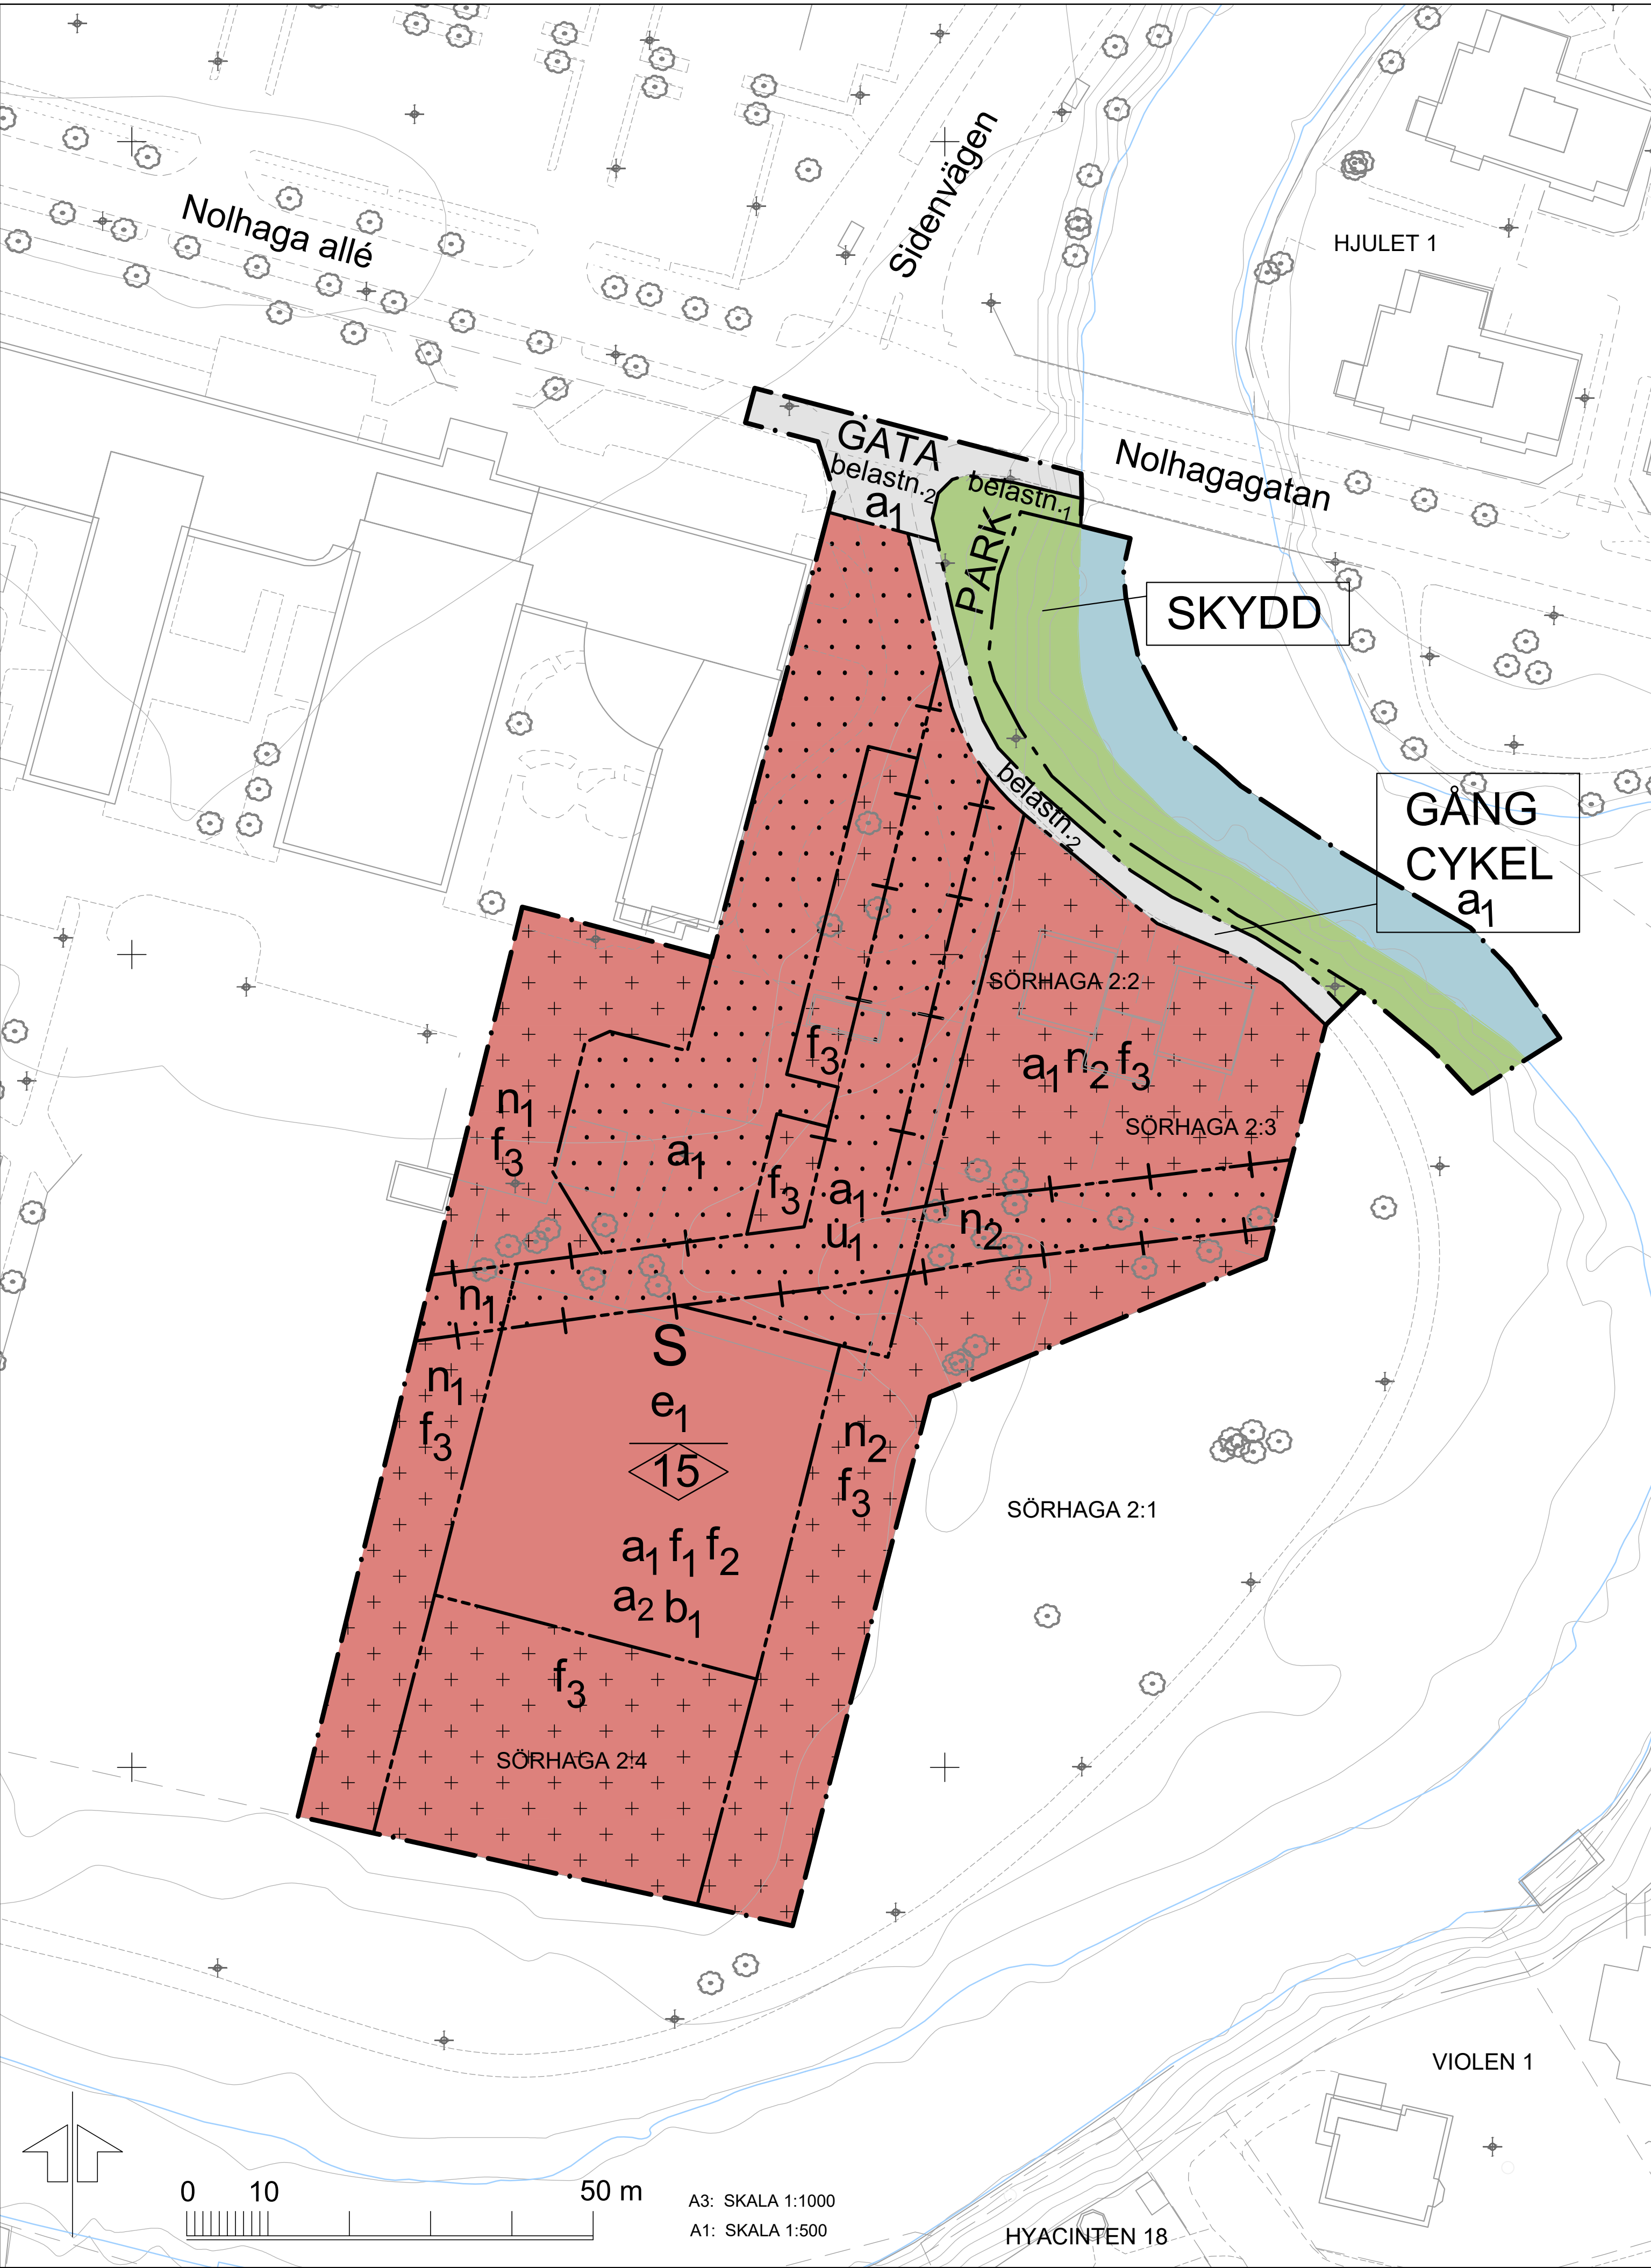 Nolhaga allé
Sidenvägen
HJULET 1
GATA
belastn.2
a1
belastn.1
Nolhagagatan
PARK
SKYDD
belastn.2
GÅNG
CYKEL
a1
SÖRHAGA 2:2
f3
a1 n2 f3
n1
f3
SÖRHAGA 2:3
a1
f3
a1
u1
n2
n1
S
e1
15
n1
f3
n2
f3
SÖRHAGA 2:1
a1 f1 f2
a2 b1
f3
SÖRHAGA 2:4
VIOLEN 1
0 10 50 m
A3: SKALA 1:1000
A1: SKALA 1:500
HYACINTEN 18